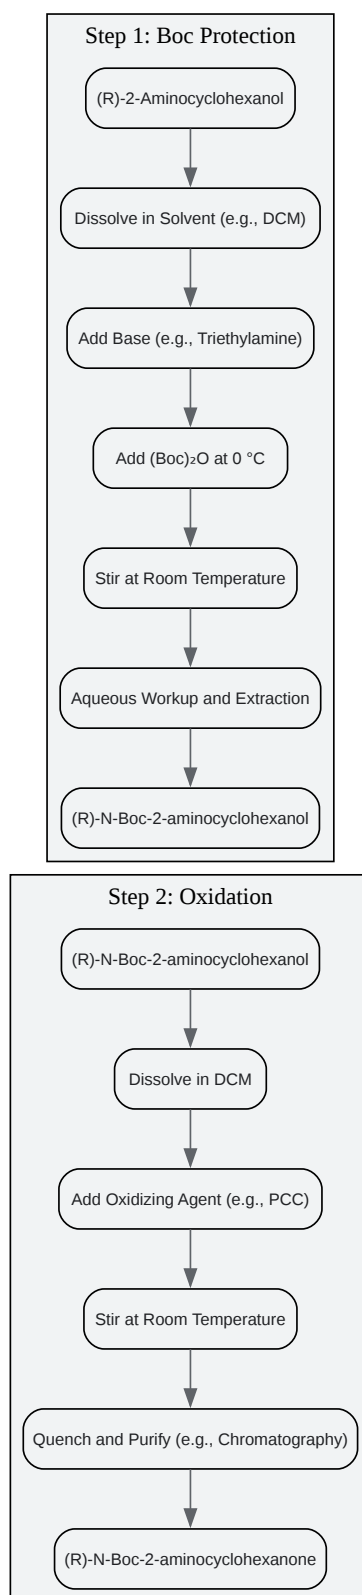 Step 1: Boc Protection
(R)-2-Aminocyclohexanol
Dissolve in Solvent (e.g., DCM)
Add Base (e.g., Triethylamine)
Add (Boc)₂O at 0 °C
Stir at Room Temperature
Aqueous Workup and Extraction
(R)-N-Boc-2-aminocyclohexanol
Step 2: Oxidation
(R)-N-Boc-2-aminocyclohexanol
Dissolve in DCM
Add Oxidizing Agent (e.g., PCC)
Stir at Room Temperature
Quench and Purify (e.g., Chromatography)
(R)-N-Boc-2-aminocyclohexanone